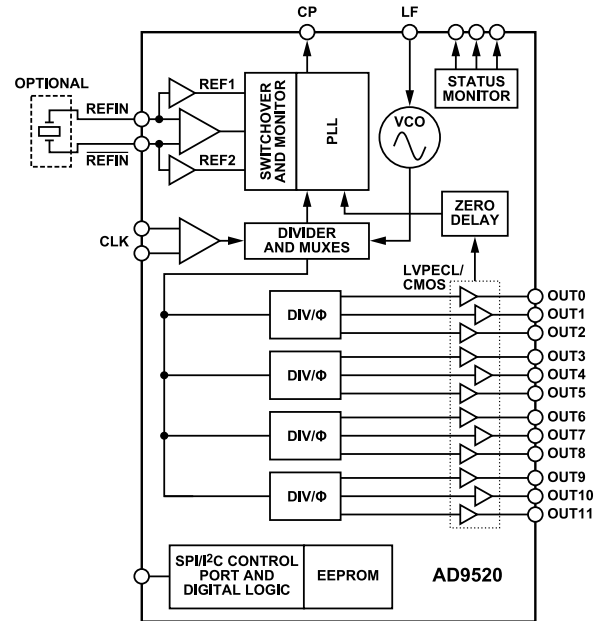 CP
LF
OPTIONAL
REFIN
REFIN
REF1
REF2
SWITCHOVER
AND MONITOR
PLL
VCO
STATUS
MONITOR
ZERO
DELAY
CLK
DIVIDER
AND MUXES
LVPECL/
CMOS
DIV/Φ
OUT0
OUT1
OUT2
DIV/Φ
OUT3
OUT4
OUT5
DIV/Φ
OUT6
OUT7
OUT8
DIV/Φ
OUT9
OUT10
OUT11
SPI/I²C CONTROL
PORT AND
DIGITAL LOGIC
EEPROM
AD9520